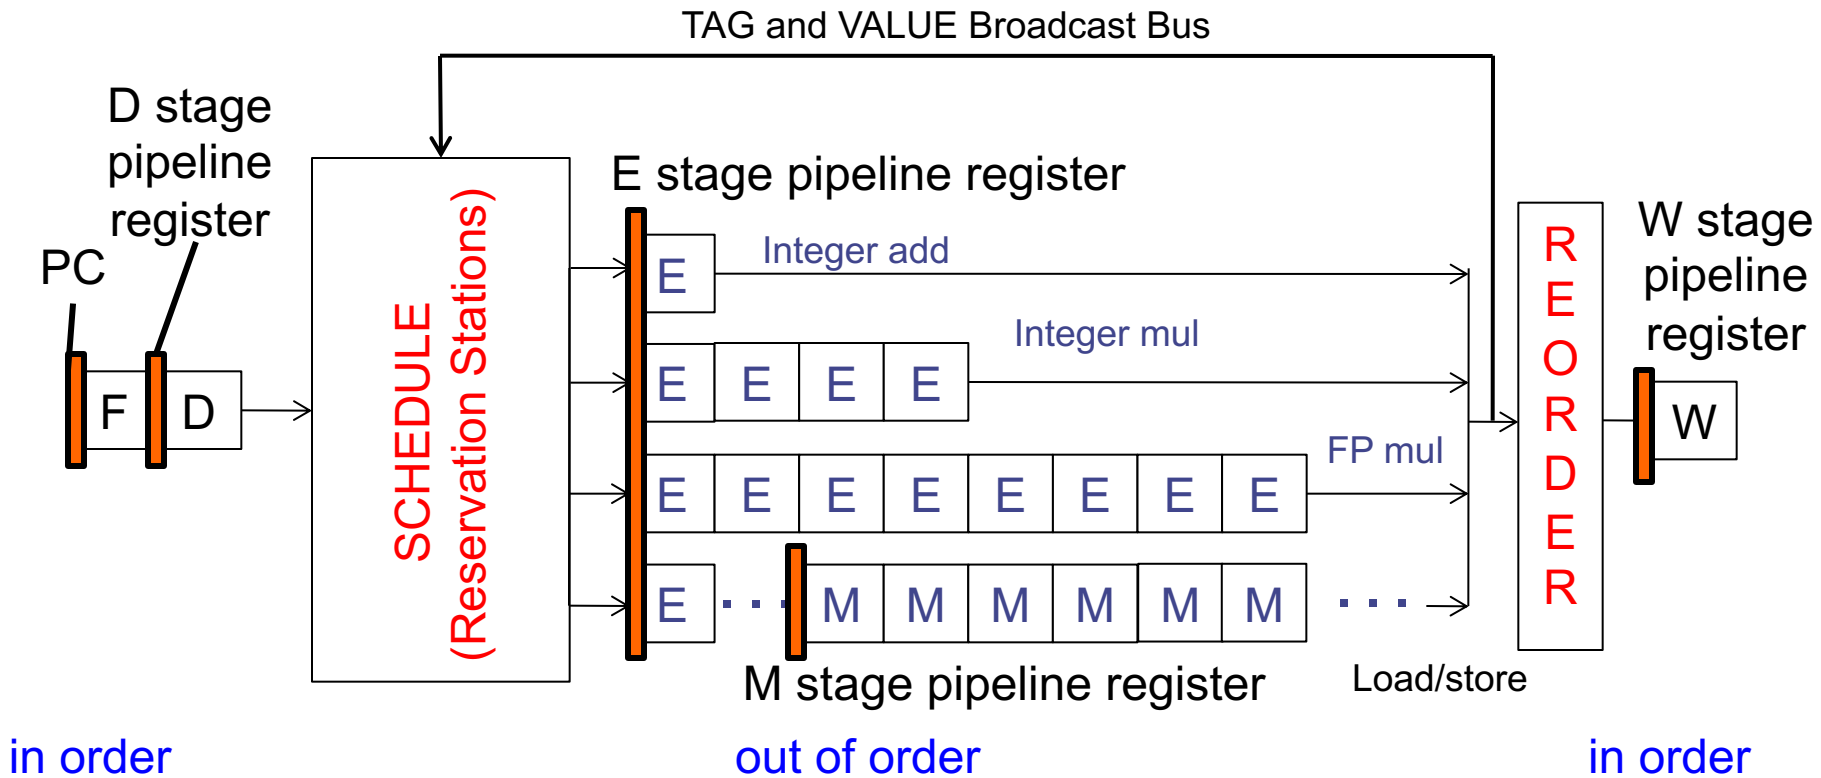 TAG and VALUE Broadcast Bus
D stage
pipeline
register
PC
F
D
SCHEDULE
(Reservation Stations)
E stage pipeline register
E
Integer add
E E E E
Integer mul
E E E E E E E E
FP mul
E ... M M M M M M ...
M stage pipeline register
Load/store
R
E
O
R
D
E
R
W stage
pipeline
register
W
in order
out of order
in order